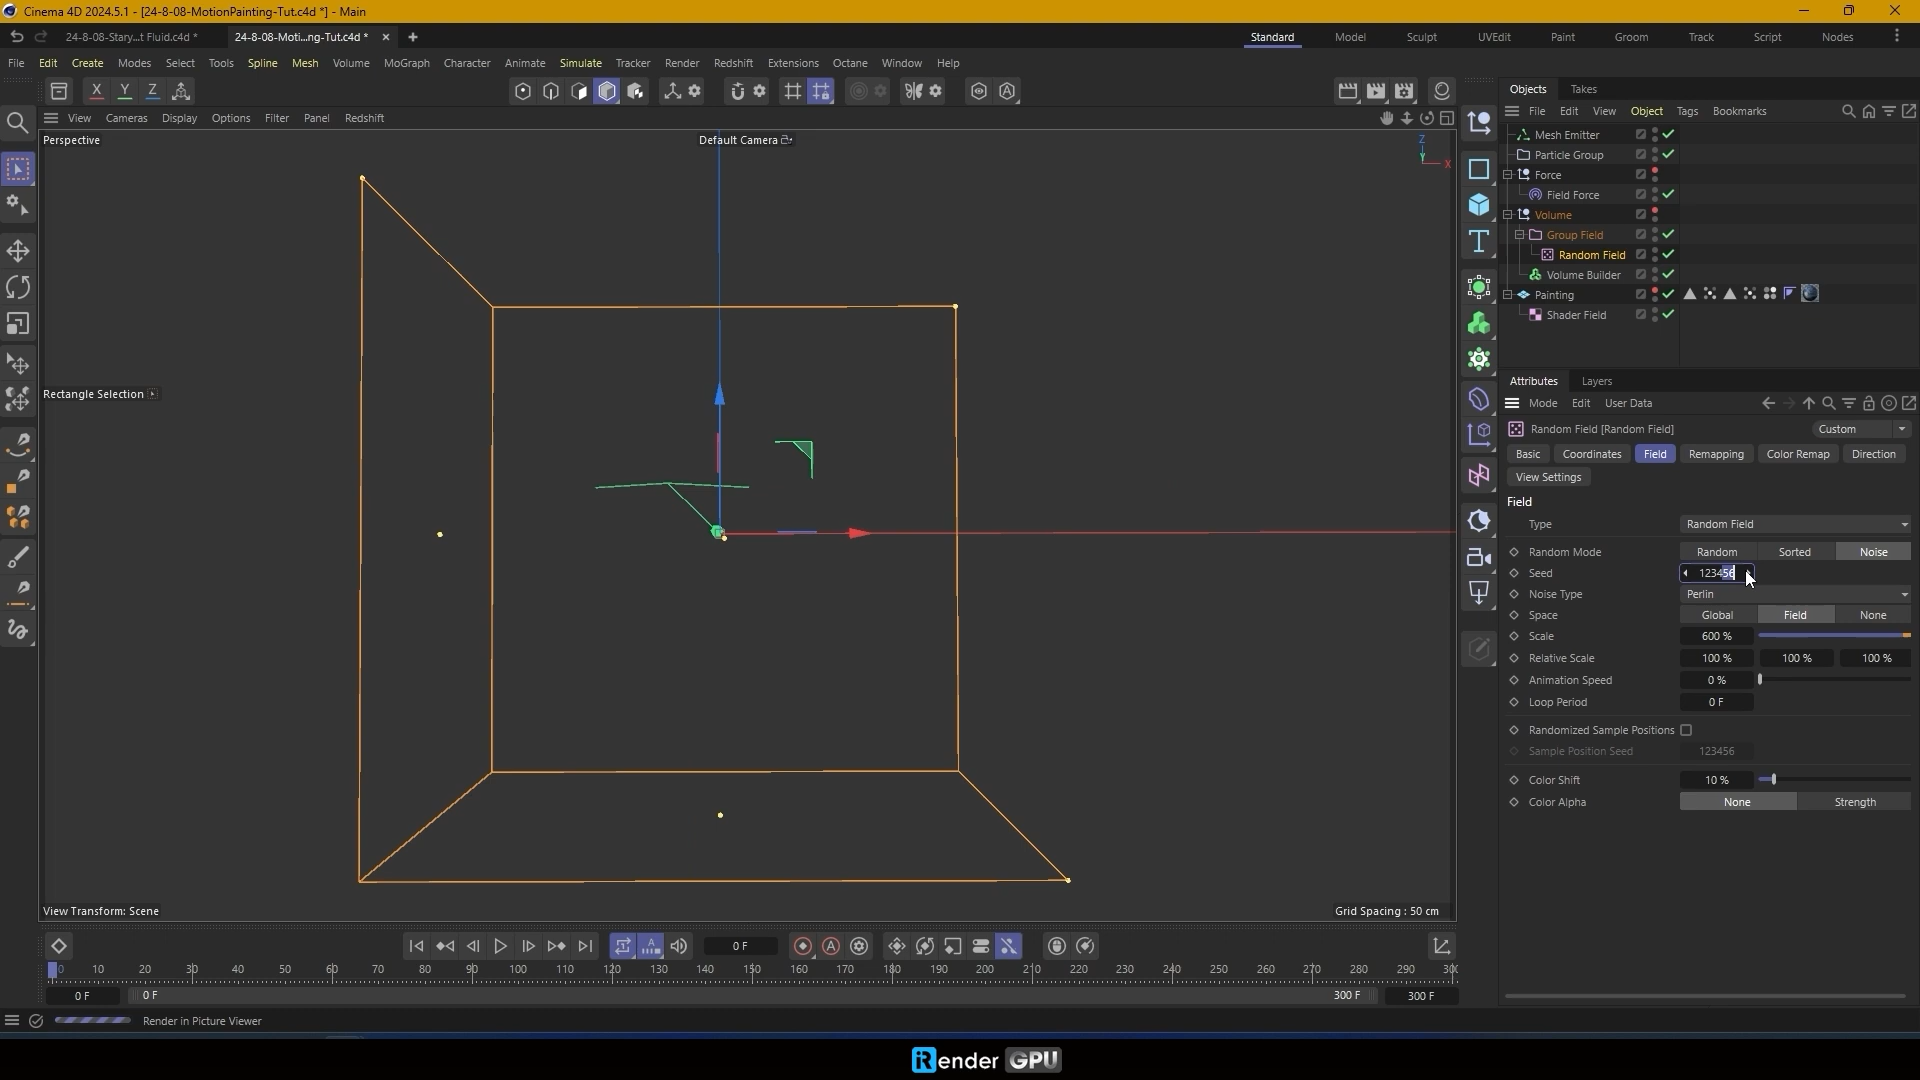 Cinema 4D 2024.5.1 - [24-8-08-MotionPainting-Tut.c4d *] - Main
24-8-08-Stary...t Fluid.c4d *
24-8-08-Moti...ng-Tut.c4d *
Standard
Model
Sculpt
UVEdit
Paint
Groom
Track
Script
Nodes
File Edit Create Modes Select Tools Spline Mesh Volume MoGraph Character Animate Simulate Tracker Render Redshift Extensions Octane Window Help
X Y Z
Objects
Takes
View Cameras Display Options Filter Panel Redshift
File Edit View Object Tags Bookmarks
Perspective
Default Camera
Z
Y
X
Mesh Emitter
Particle Group
Force
Field Force
Volume
Group Field
Random Field
Volume Builder
Painting
Shader Field
Rectangle Selection
Attributes
Layers
Mode Edit User Data
Random Field [Random Field]
Custom
Basic
Coordinates
Field
Remapping
Color Remap
Direction
View Settings
Field
Type Random Field
Random Mode Random Sorted Noise
Seed 123456
Noise Type Perlin
Space Global Field None
Scale 600 %
Relative Scale 100 % 100 % 100 %
Animation Speed 0 %
Loop Period 0 F
Randomized Sample Positions
Sample Position Seed 123456
Color Shift 10 %
Color Alpha None Strength
View Transform: Scene
Grid Spacing : 50 cm
A
0 F
A
0 10 20 30 40 50 60 70 80 90 100 110 120 130 140 150 160 170 180 190 200 210 220 230 240 250 260 270 280 290 30
0 F
0 F
300 F
300 F
Render in Picture Viewer
iRender GPU